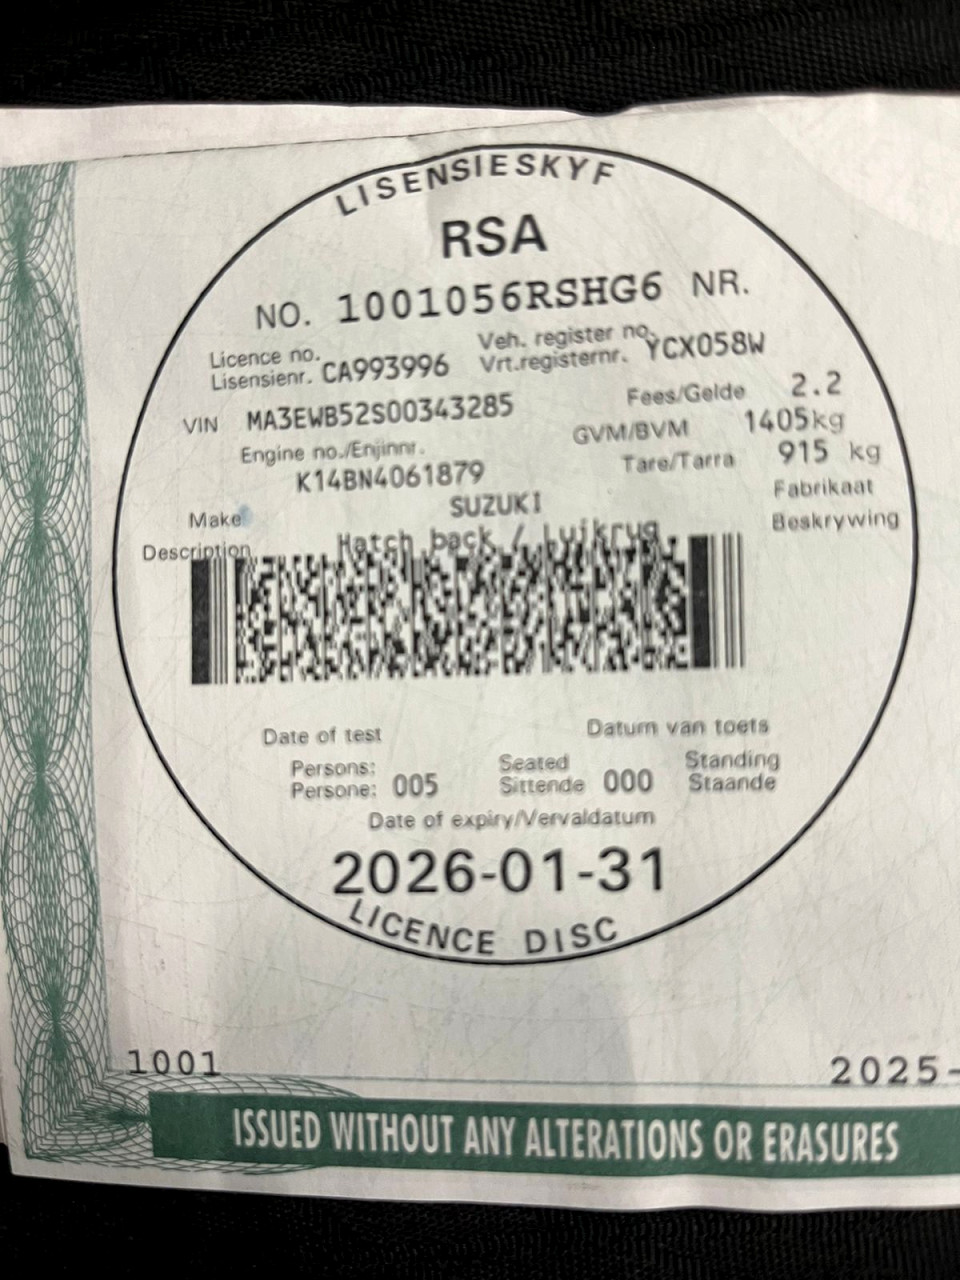 LISENSIESKYF
RSA
NO. 1001056RSHG6 NR.
Licence no. CA993996 Veh. register no. YCX058W
Lisensienr. Vrt.registernr.
VIN MA3EWB52S00343285 Fees/Gelde 2.2
Engine no./Enjinnr. GVM/BVM 1405kg
K14BN4061879 Tare/Tarra 915 kg
Make SUZUKI Fabrikaat
Description Hatch back / Luikrug Beskrywing
Date of test Datum van toets
Persons: 005 Seated 000 Standing
Persone: Sittende Staande
Date of expiry/Vervaldatum
2026-01-31
LICENCE DISC
1001 2025-
ISSUED WITHOUT ANY ALTERATIONS OR ERASURES